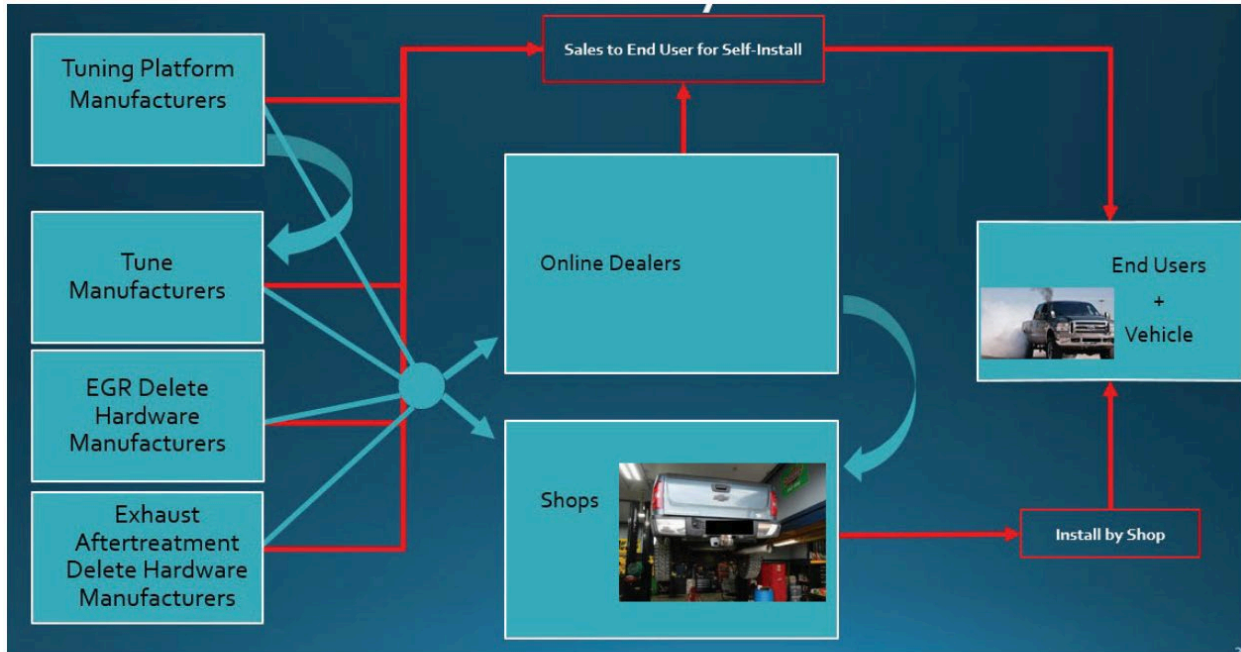 Tuning Platform
Manufacturers
Tune
Manufacturers
EGR Delete
Hardware
Manufacturers
Exhaust
Aftertreatment
Delete Hardware
Manufacturers
Sales to End User for Self-Install
Online Dealers
Shops
End Users
+
Vehicle
Install by Shop